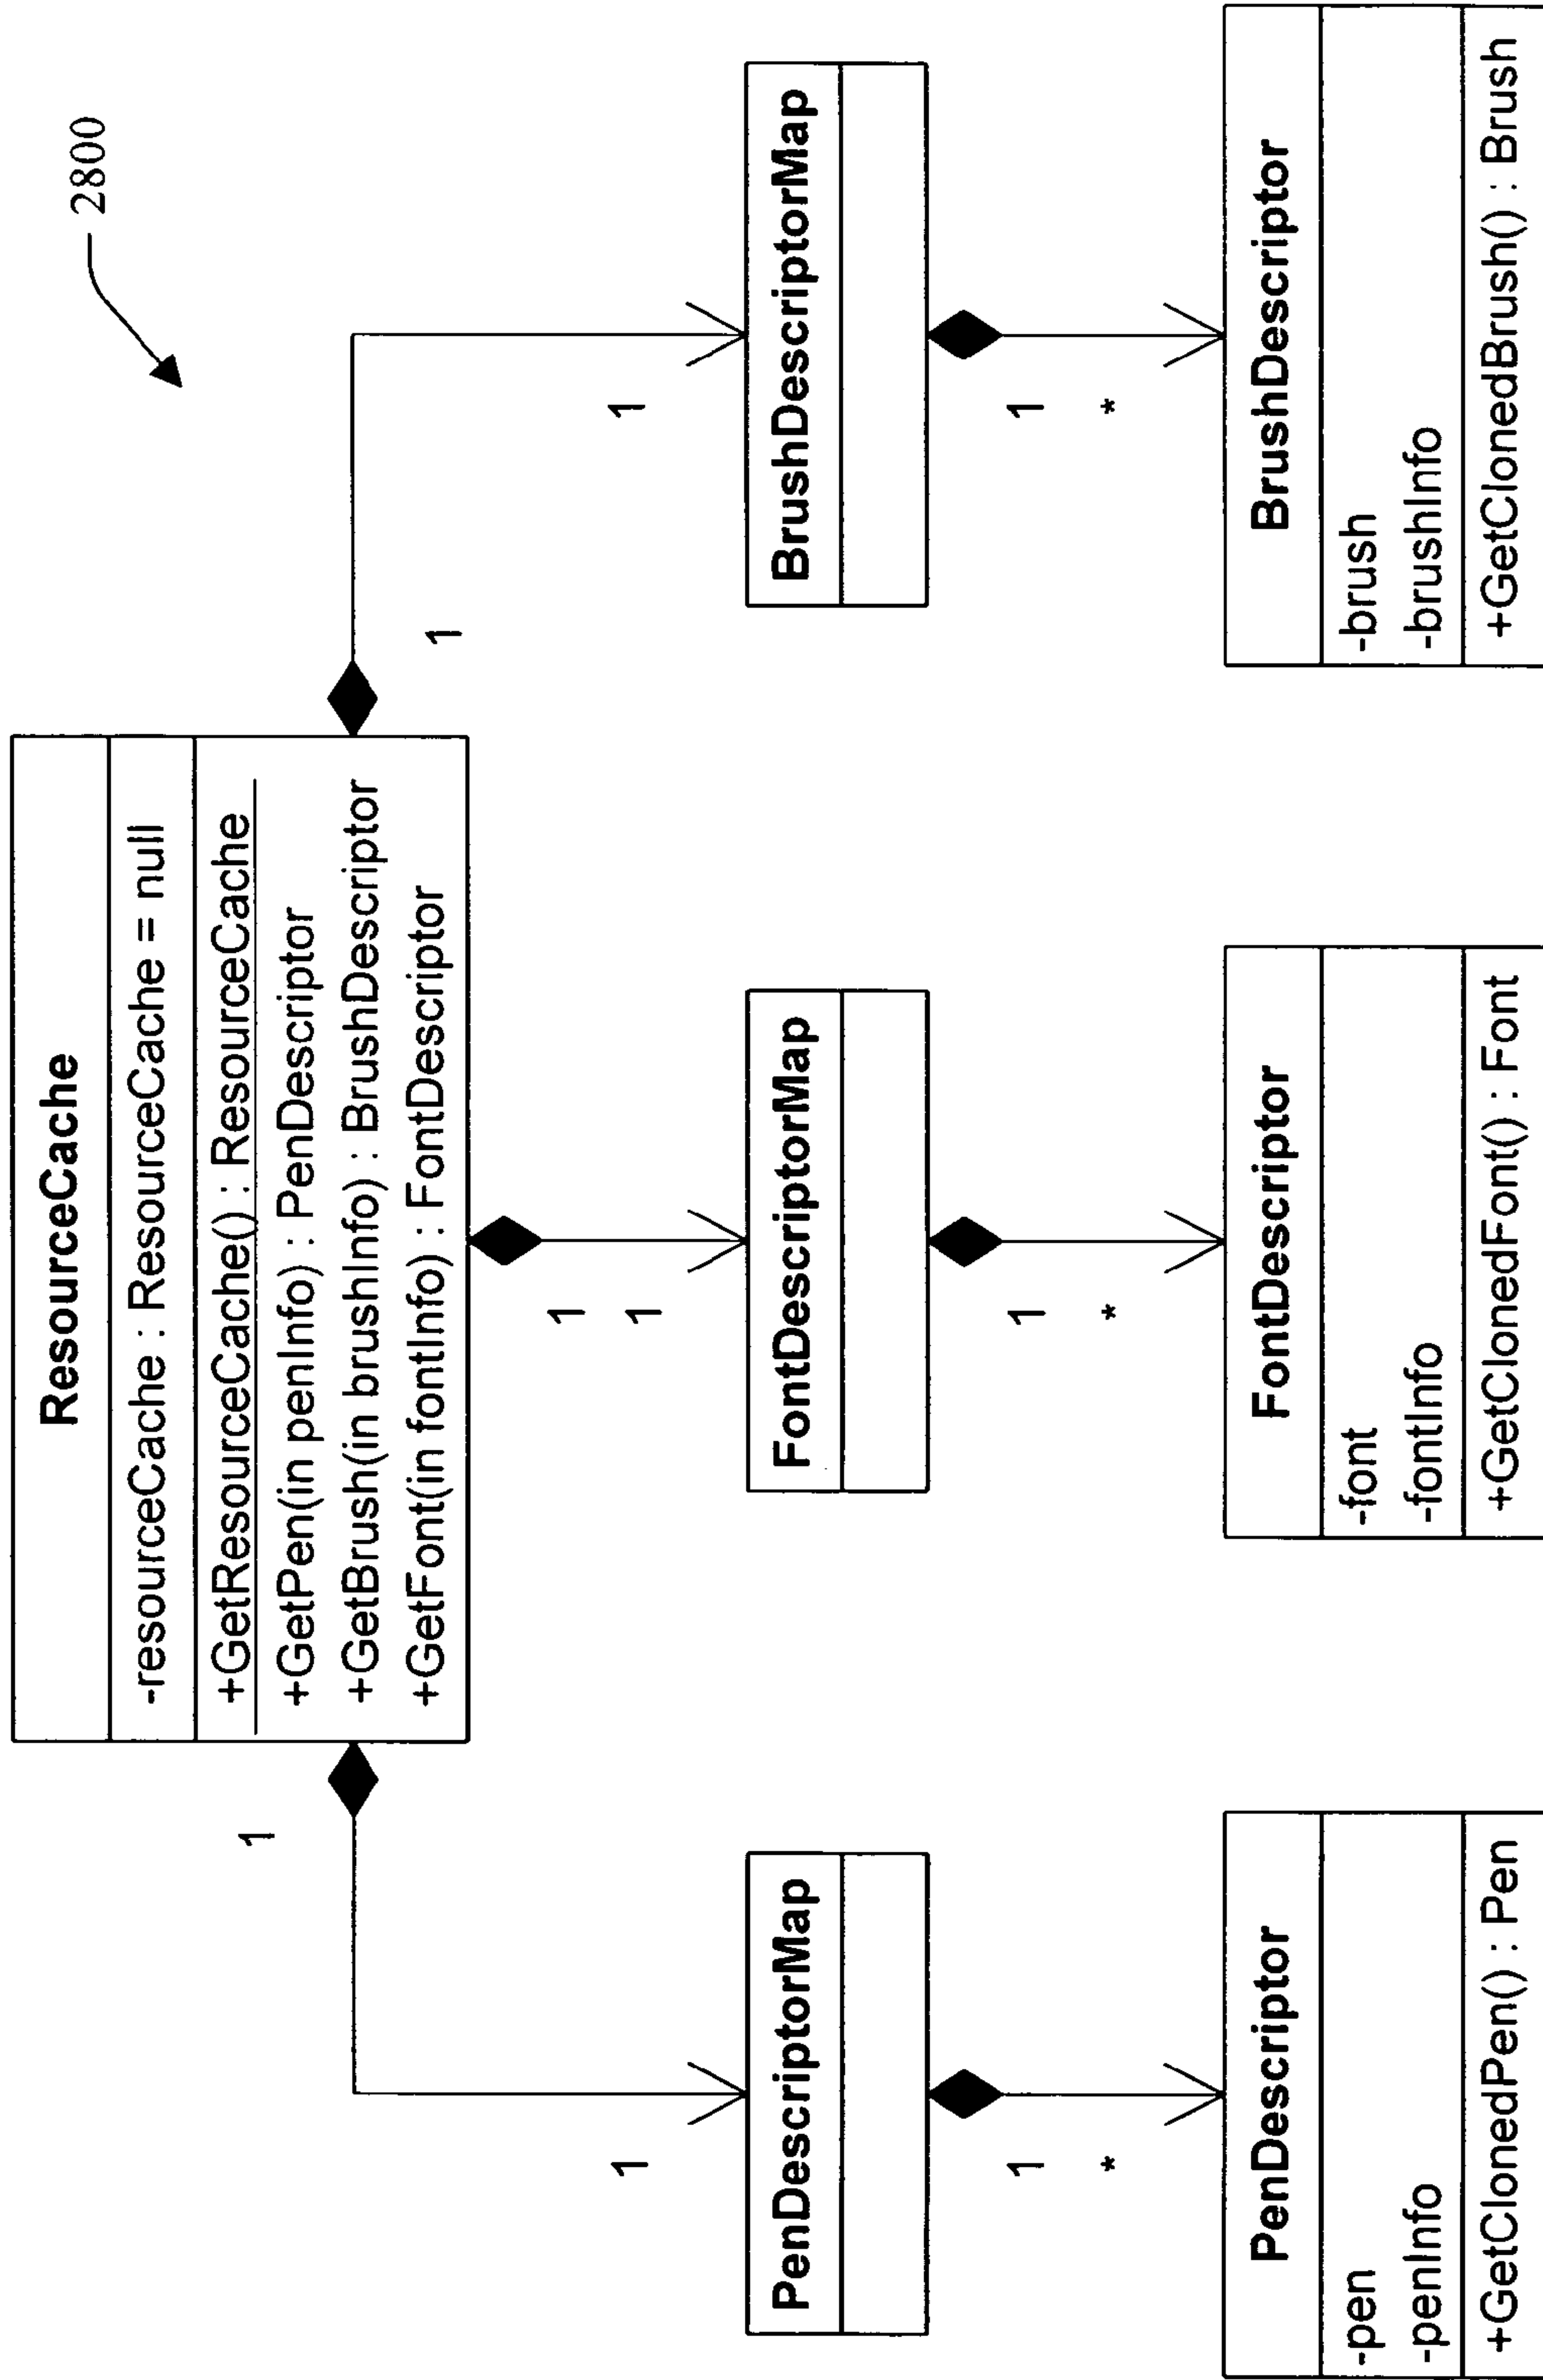 2800
ResourceCache
-resourceCache : ResourceCache = null
+GetResourceCache() : ResourceCache
+GetPen(in penInfo) : PenDescriptor
+GetBrush(in brushInfo) : BrushDescriptor
+GetFont(in fontInfo) : FontDescriptor
1
1
1
1
1
1
PenDescriptorMap
FontDescriptorMap
BrushDescriptorMap
1
1
1
*
*
*
PenDescriptor
-pen
-penInfo
+GetClonedPen() : Pen
FontDescriptor
-font
-fontInfo
+GetClonedFont() : Font
BrushDescriptor
-brush
-brushInfo
+GetClonedBrush() : Brush